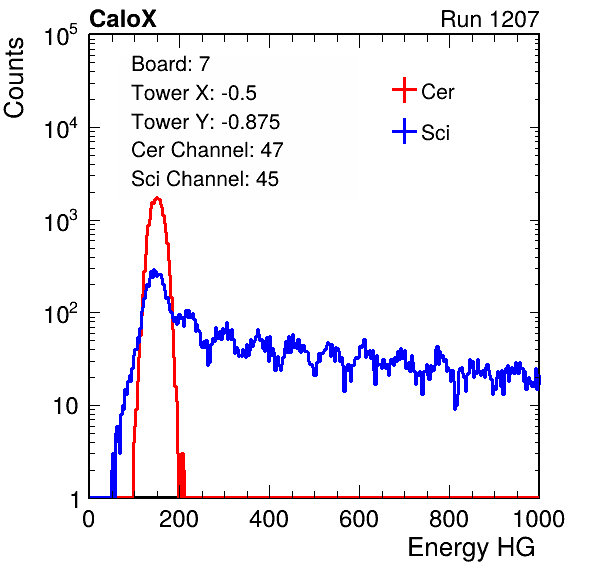 CaloX Run 1207
Counts
Board: 7
Tower X: -0.5
Tower Y: -0.875
Cer Channel: 47
Sci Channel: 45
Cer
Sci
10^5
10^4
10^3
10^2
10
1
0 200 400 600 800 1000
Energy HG